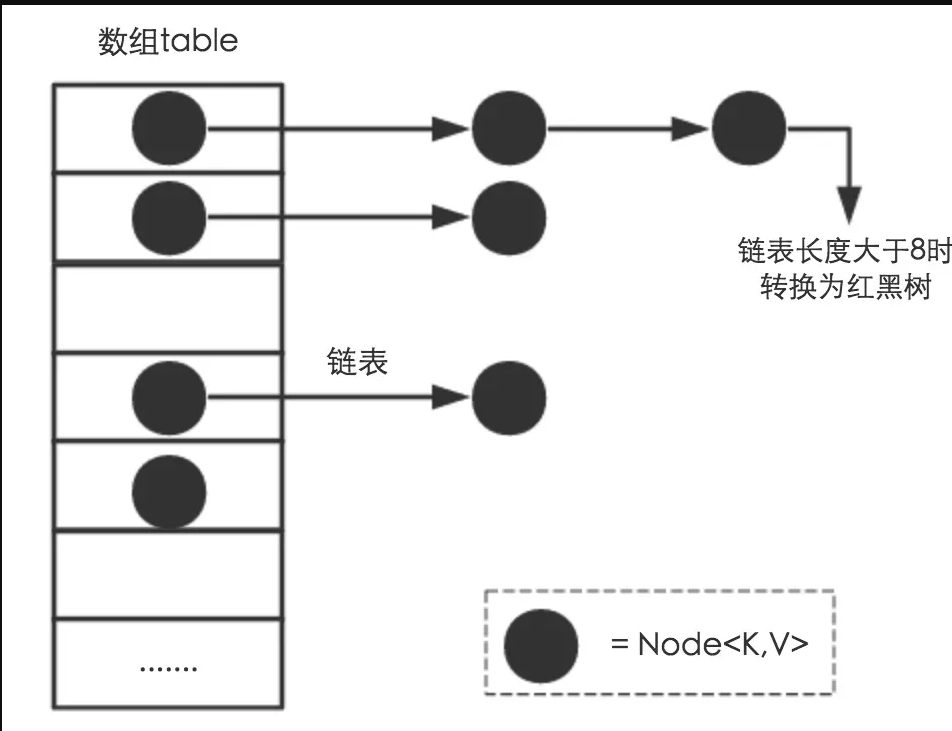 数组table
链表长度大于8时
转换为红黑树
链表
.......
= Node<K,V>